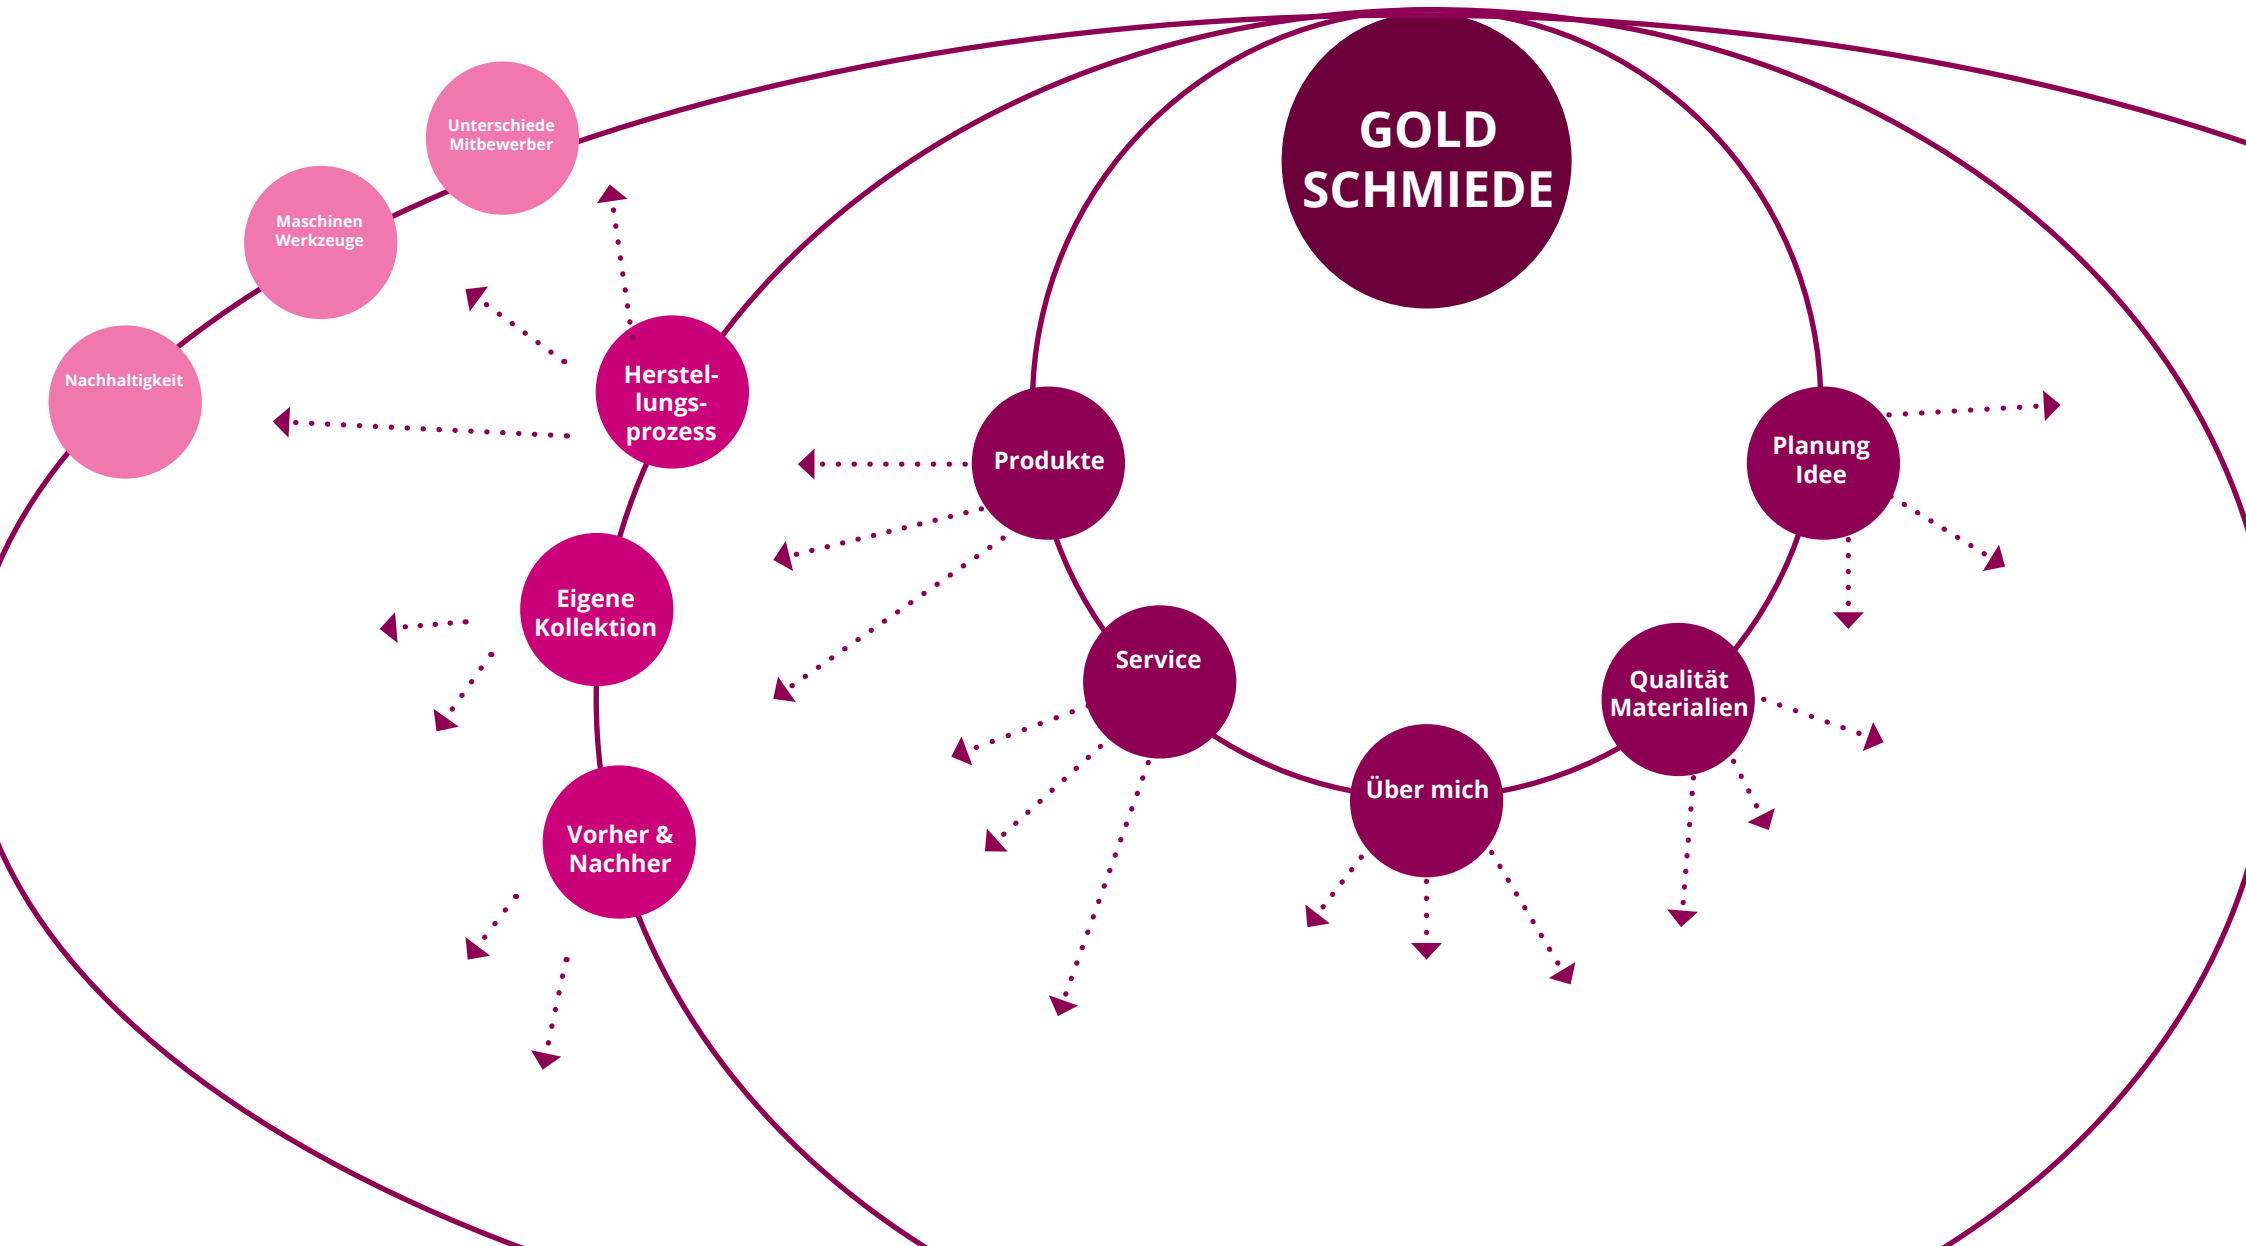 GOLD
SCHMIEDE
Unterschiede
Mitbewerber
Maschinen
Werkzeuge
Nachhaltigkeit
Herstel-
lungs-
prozess
Eigene
Kollektion
Vorher &
Nachher
Produkte
Service
Über mich
Qualität
Materialien
Planung
Idee